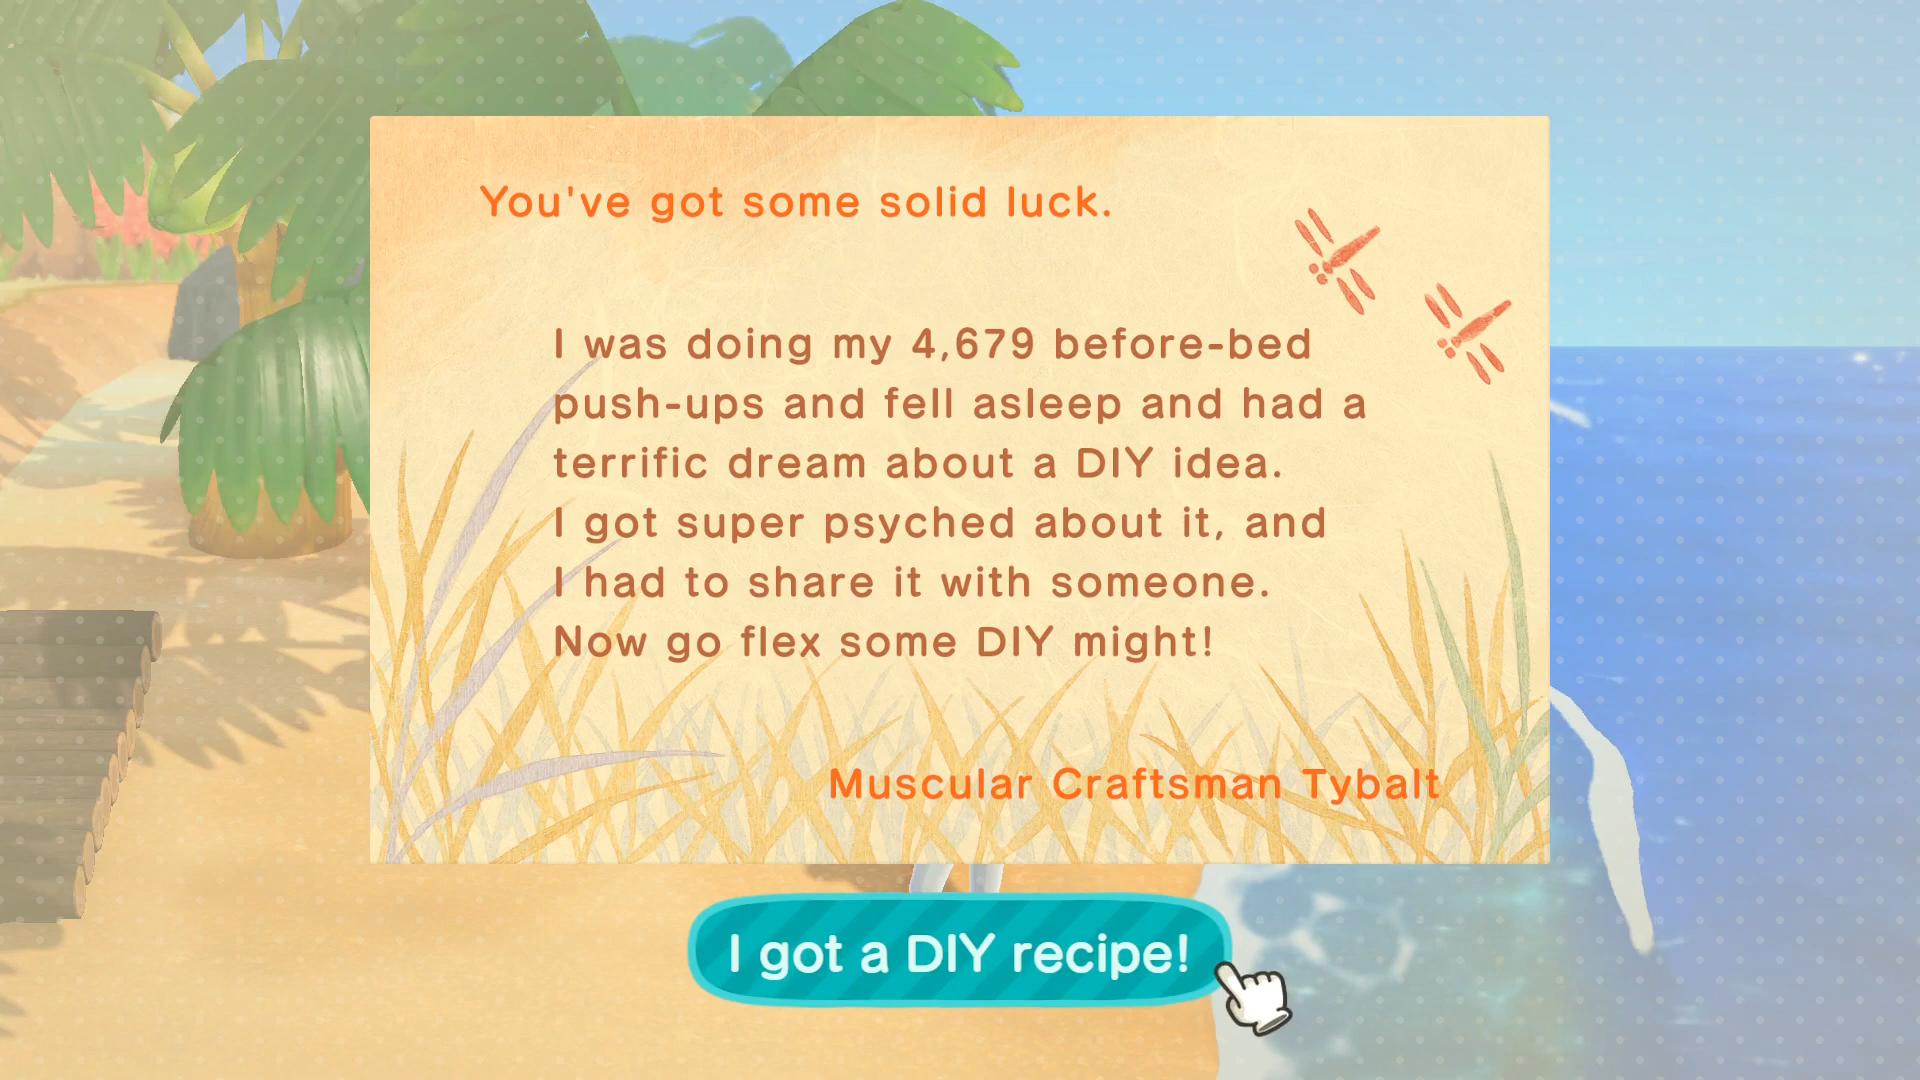 You've got some solid luck.
I was doing my 4,679 before-bed
push-ups and fell asleep and had a
terrific dream about a DIY idea.
I got super psyched about it, and
I had to share it with someone.
Now go flex some DIY might!
Muscular Craftsman Tybalt
I got a DIY recipe!